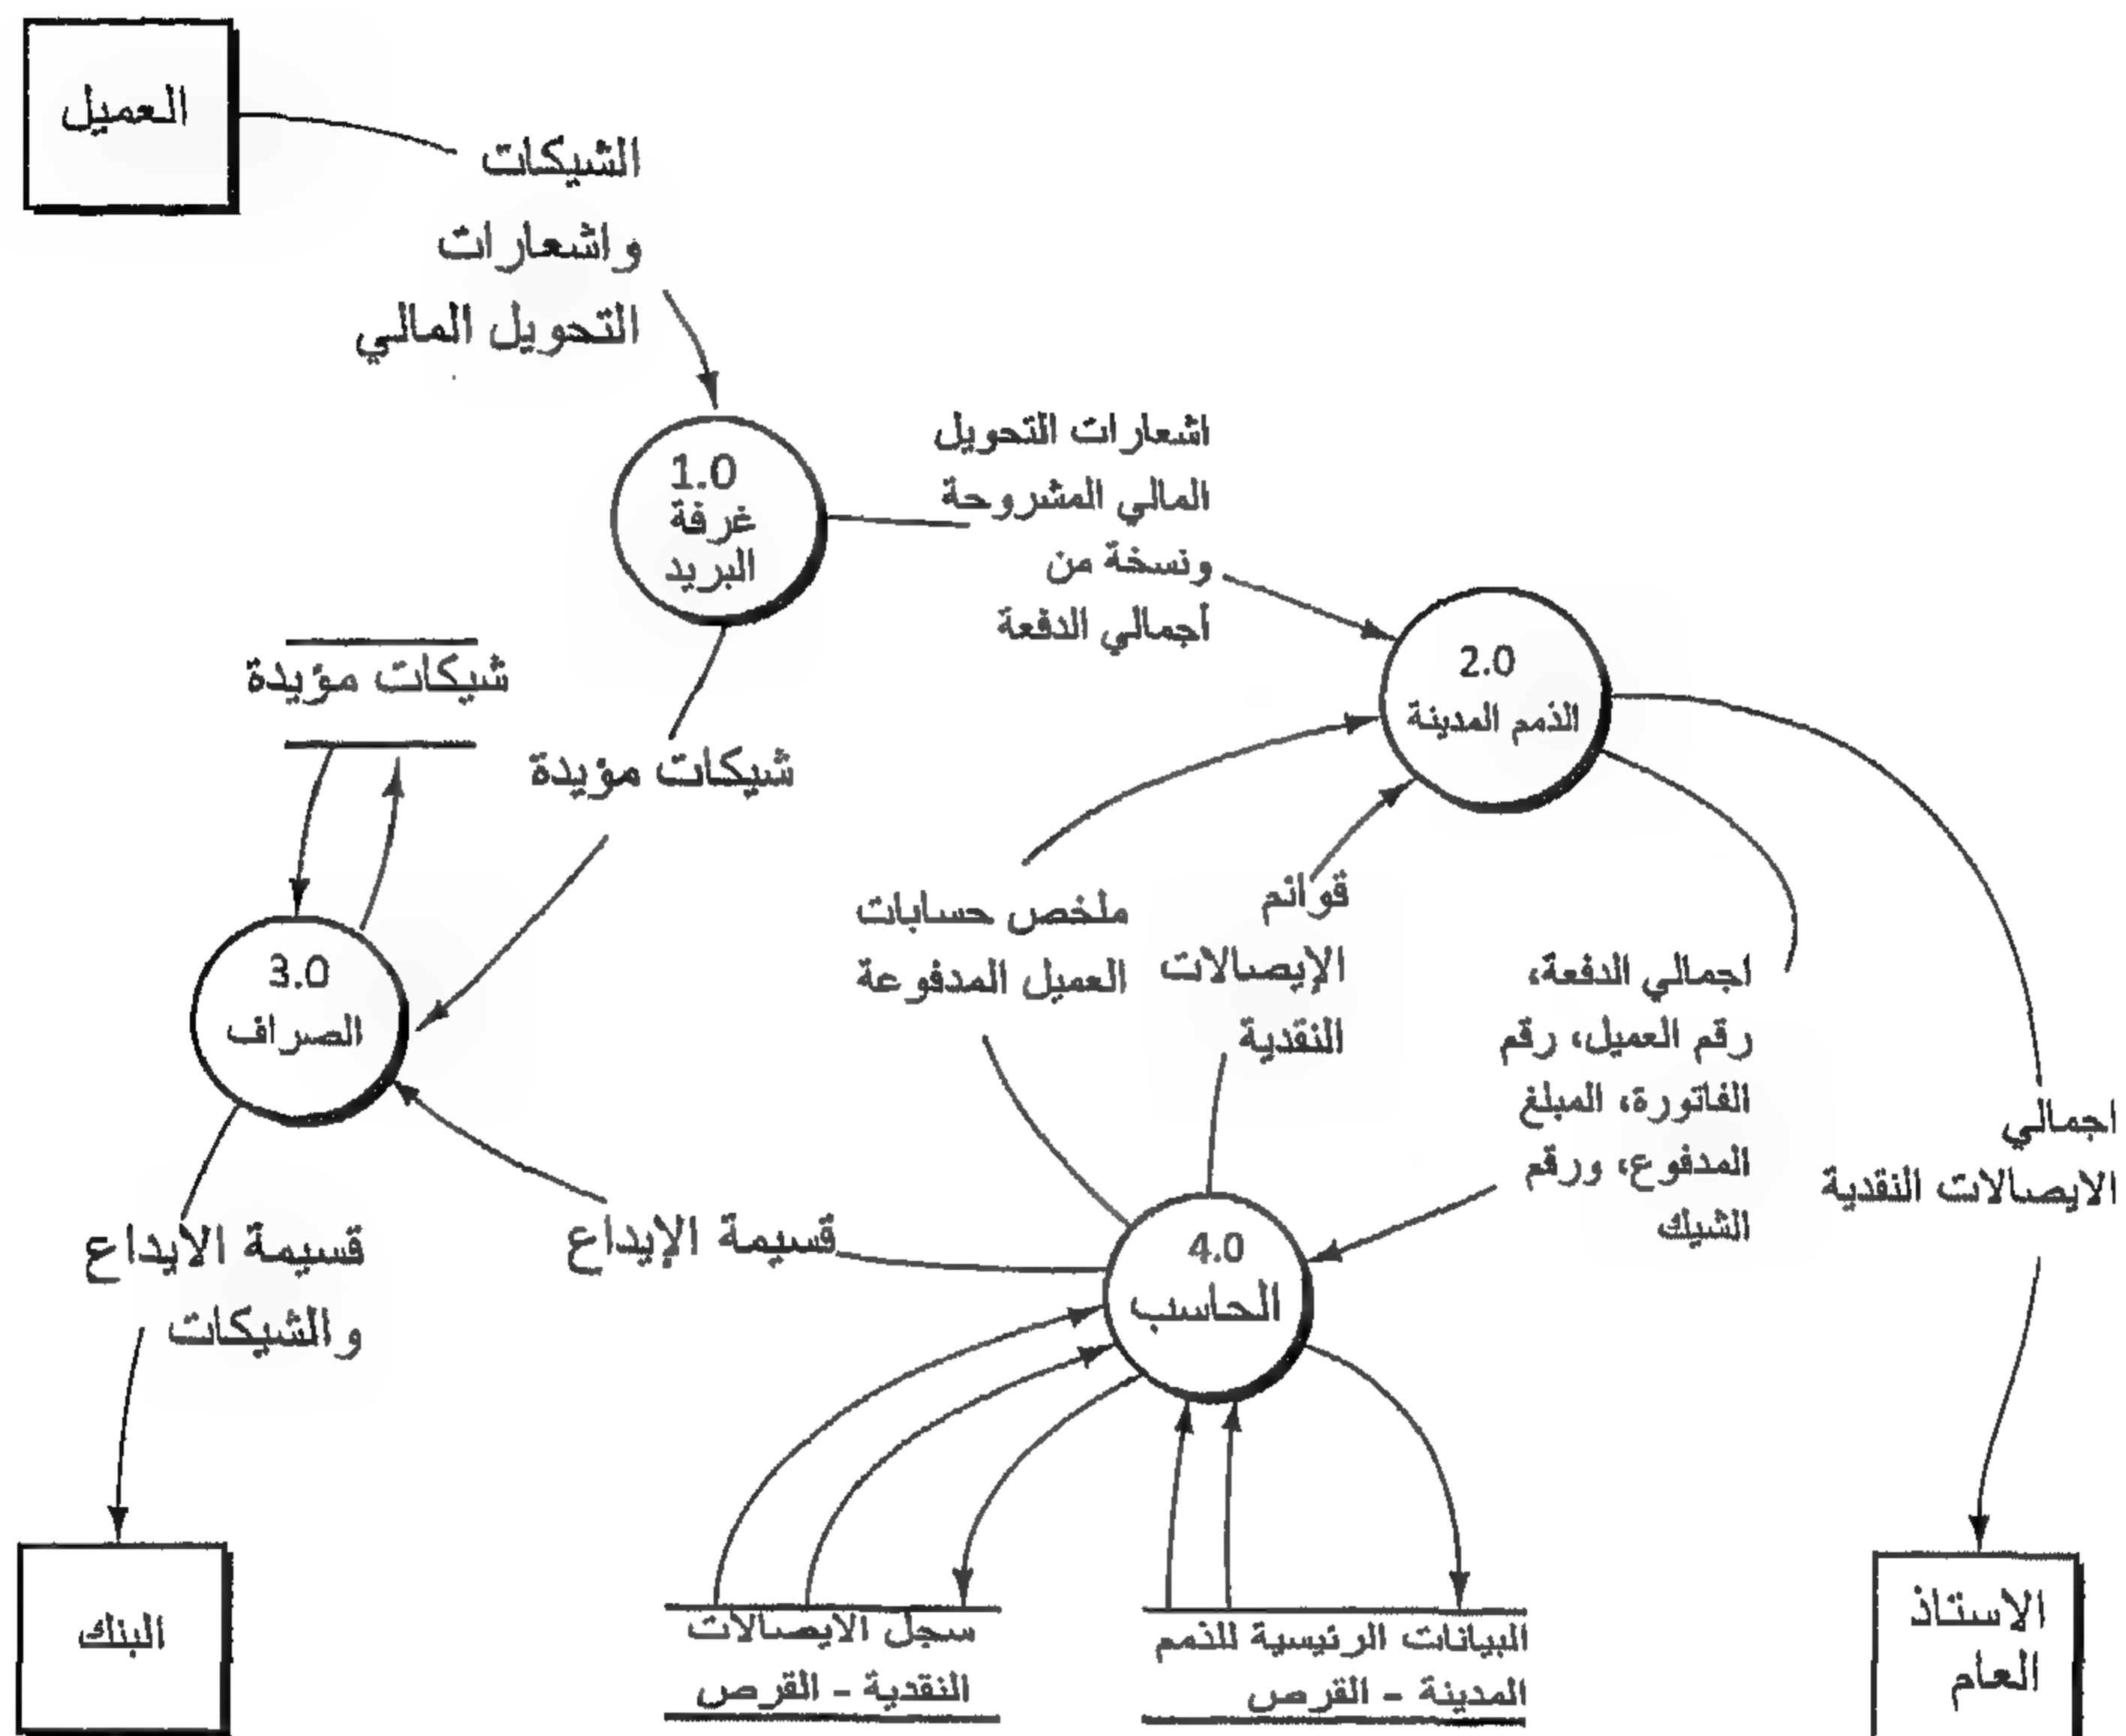 العميل
الشيكات
واشعارات
التحويل المالي
1.0
غرفة
البريد
اشعارات التحويل
المالي المشروحة
ونسخة من
أجمالي الدفعة
2.0
الذمم المدينة
شيكات مؤيدة
شيكات مؤيدة
3.0
الصراف
ملخص حسابات
العميل المدفوعة
قوائم
الإيصالات
النقدية
اجمالي الدفعة،
رقم العميل، رقم
الفاتورة، المبلغ
المدفوع، ورقم
الشيك
اجمالي
الايصالات النقدية
قسيمة الايداع
والشيكات
قسيمة الإيداع
4.0
الحاسب
البنك
سجل الايصالات
النقدية - القرص
البيانات الرئيسية للذمم
المدينة - القرص
الاستاذ
العام